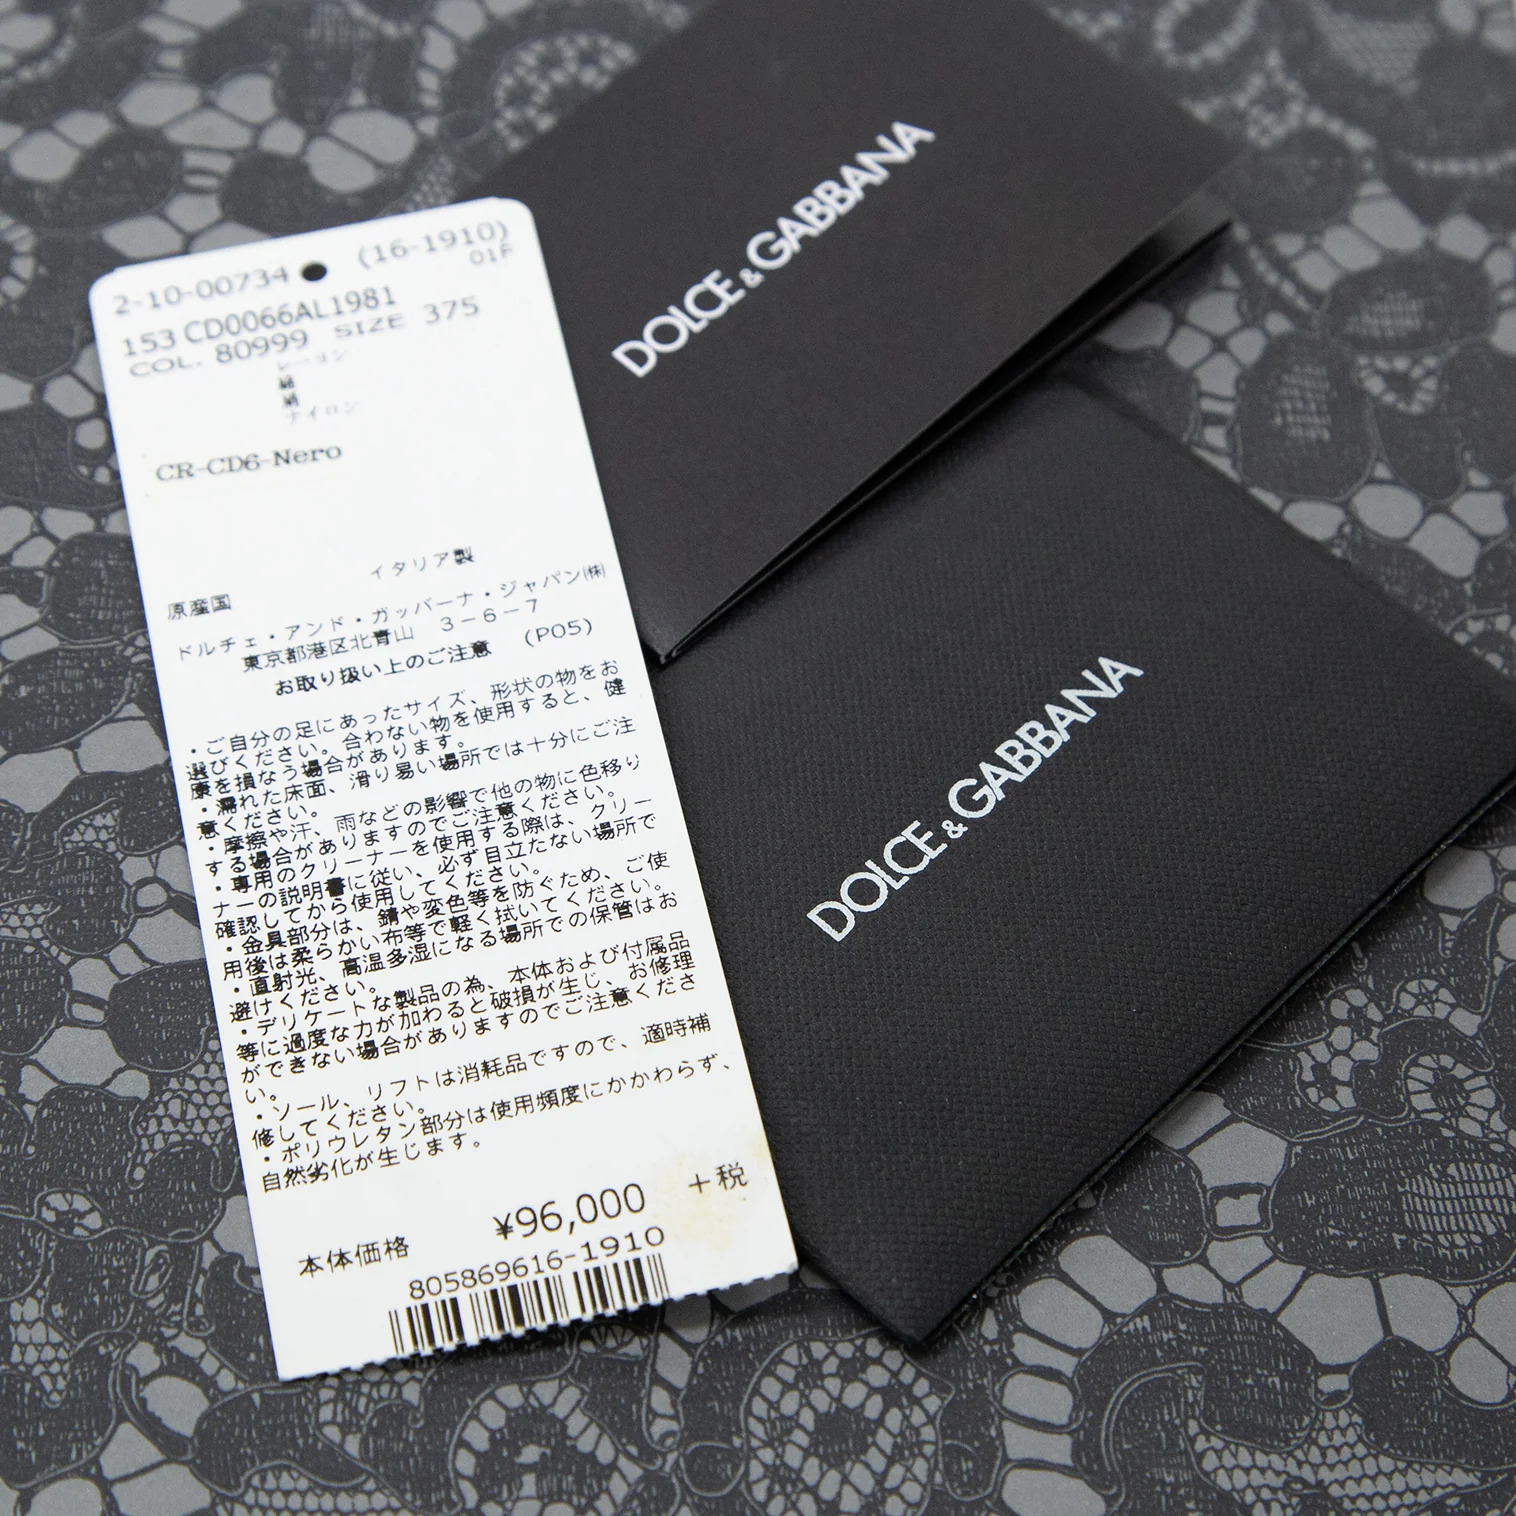 DOLCE & GABBANA
DOLCE & GABBANA
2-10-00734 (16-1910)
01F
153 CD0066AL1981
COL. 80999 SIZE 375
レーヨン
綿
絹
ナイロン
CR-CD6-Nero
イタリア製
原産国
ドルチェ・アンド・ガッバーナ・ジャパン㈱
東京都港区北青山 3-6-7
お取り扱い上のご注意 (P05)
・ご自分の足にあったサイズ、形状の物をお
選びください。合わない物を使用すると、健
康を損なう場合があります。
・濡れた床面、滑り易い場所では十分にご注
意ください。
・摩擦や汗、雨などの影響で他の物に色移り
する場合がありますのでご注意ください。
・専用のクリーナーを使用する際は、クリー
ナーの説明書に従い、必ず目立たない場所で
確認してから使用してください。
・金具部分は、錆や変色等を防ぐため、ご使
用後は柔らかい布等で軽く拭いてください。
・直射光、高温多湿になる場所での保管はお
避けください。
・デリケートな製品の為、本体および付属品
等に過度な力が加わると破損が生じ、お修理
ができない場合がありますのでご注意くださ
い。
・ソール、リフトは消耗品ですので、適時補
修してください。
・ポリウレタン部分は使用頻度にかかわらず、
自然劣化が生じます。
本体価格 ¥96,000 +税
805869616-1910